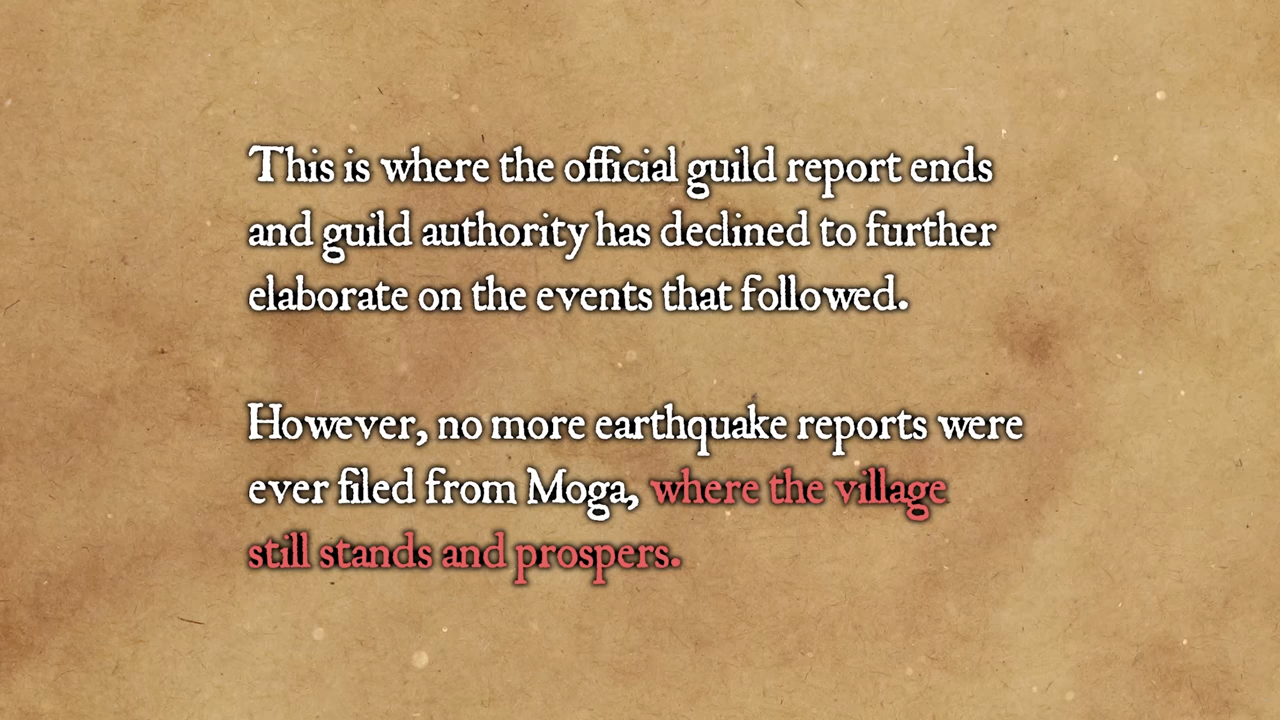 This is where the official guild report ends
and guild authority has declined to further
elaborate on the events that followed.
However, no more earthquake reports were
ever filed from Moga, where the village
still stands and prospers.